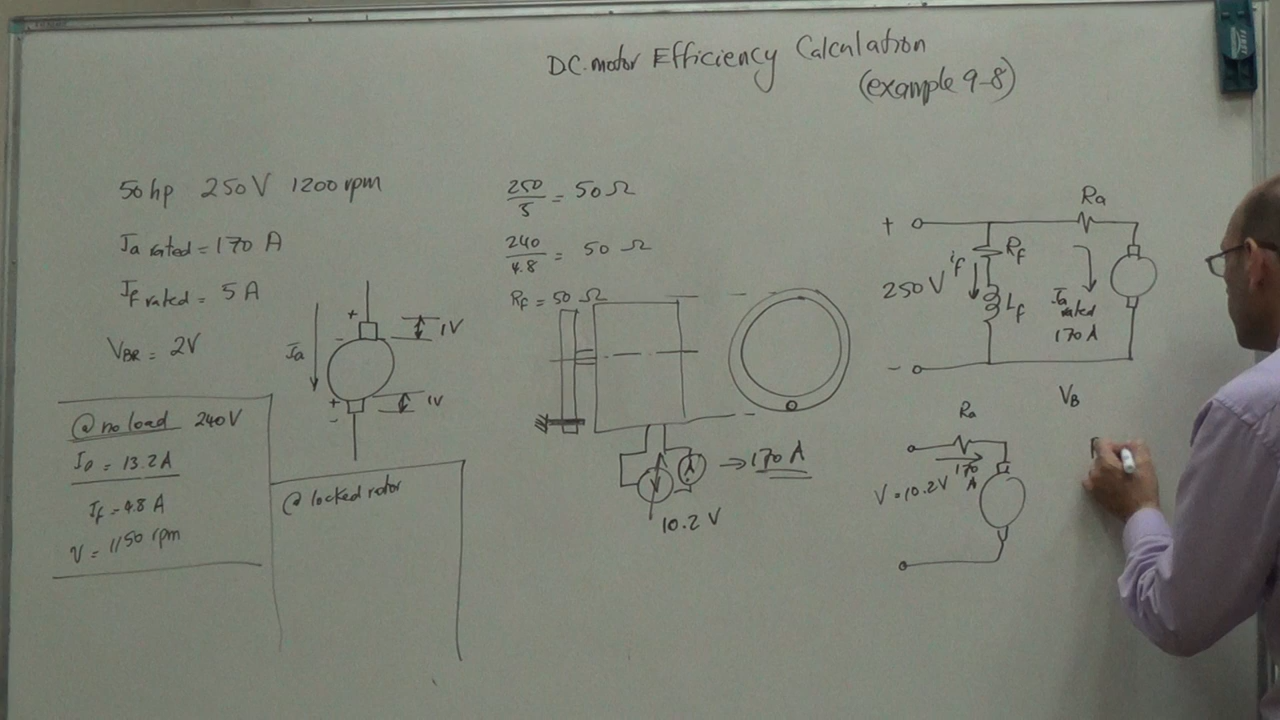 DC. motor Efficiency Calculation
(example 9-8)
50 hp 250 V 1200 rpm
Ia rated = 170 A
If rated = 5 A
VBR = 2V
@ no load 240 V
I0 = 13.2 A
If = 4.8 A
V = 1150 rpm
Ia
+
-
1V
+
-
1V
@ locked rotor
250/5 = 50 Ω
240/4.8 = 50 Ω
RF = 50 Ω
A → 170 A
10.2 V
Ra
+
if Rf
250 V
Lf
Ia rated
170 A
-
VB
Ra
170 A
V = 10.2 V